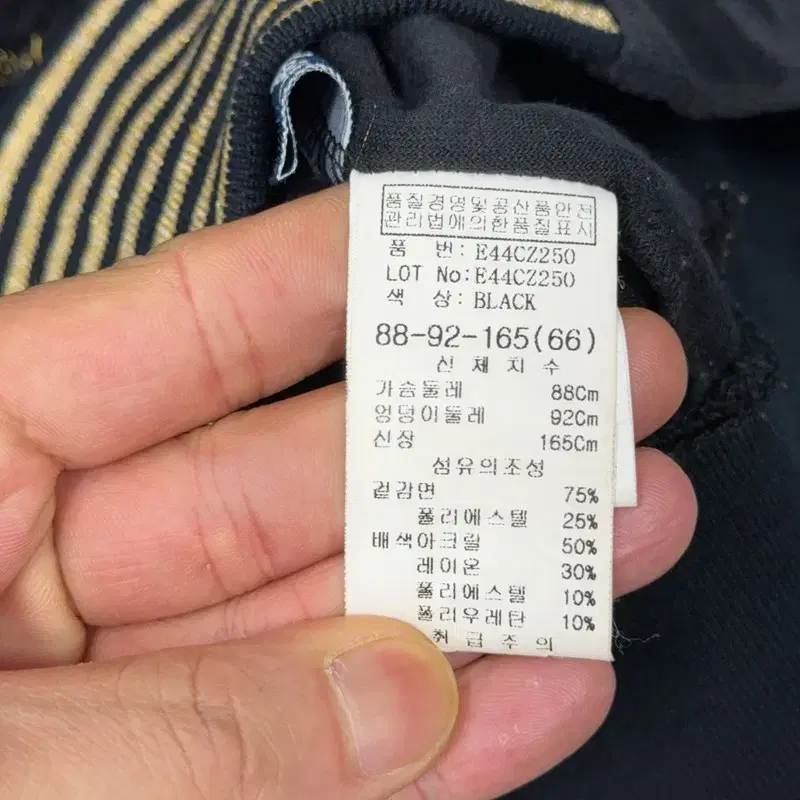 품질경영및공산품안전
관리법에의한품질표시
품 번: E44CZ250
LOT No:E44CZ250
색 상: BLACK
88-92-165(66)
신 체 치 수
가슴둘레 88Cm
엉덩이둘레 92Cm
신장 165Cm
섬유의조성
겉감면 75%
폴리에스텔 25%
배색아크릴 50%
레이온 30%
폴리에스텔 10%
폴리우레탄 10%
취급주의